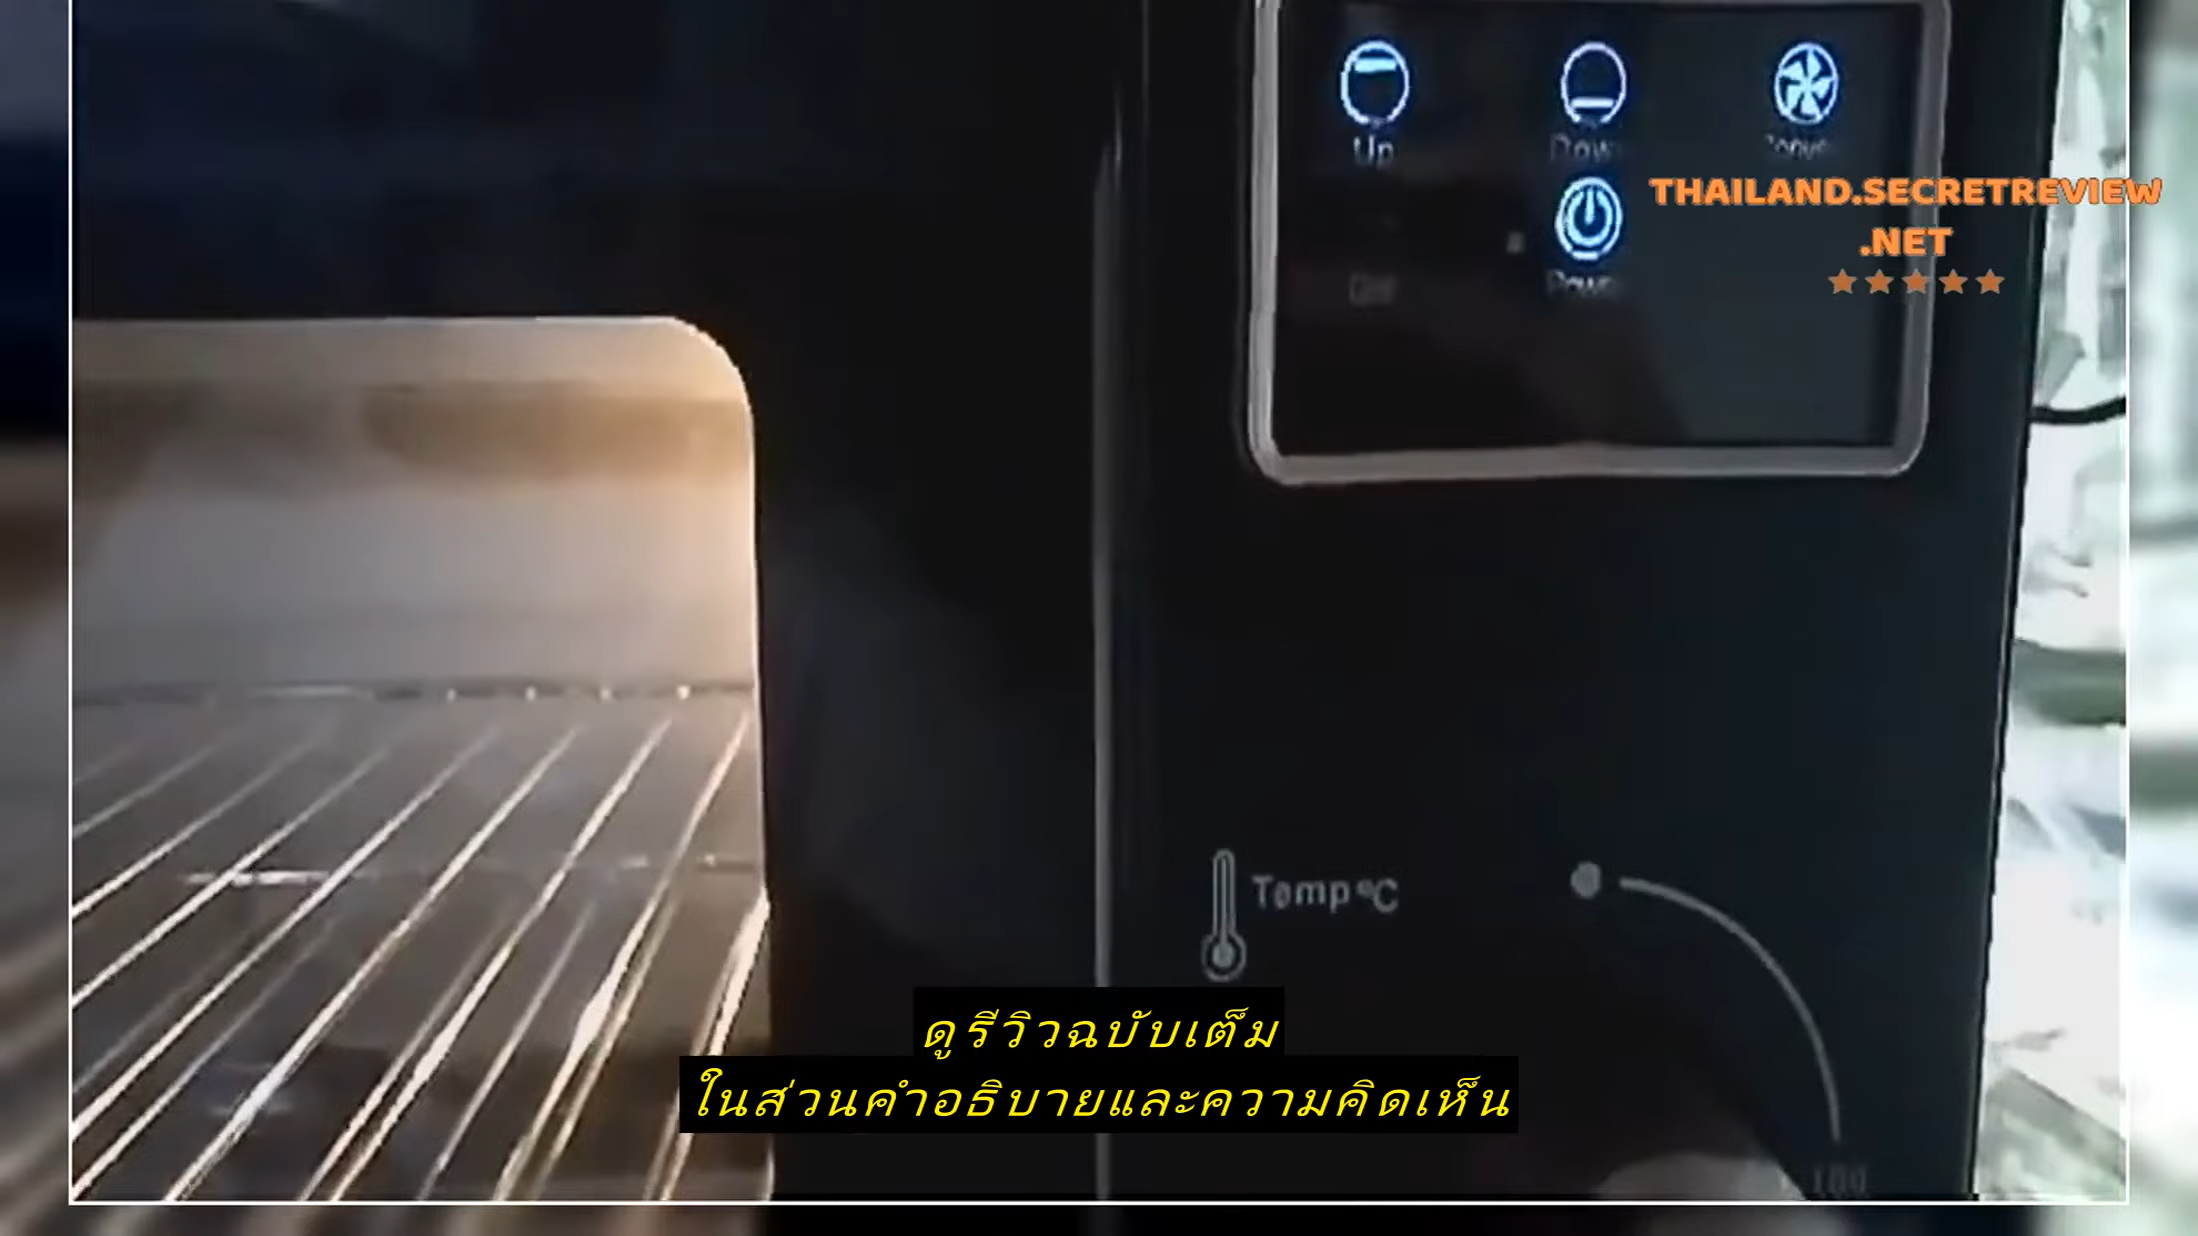 Up
THAILAND.SECRETREVIEW
.NET
Temp °C
ดูรีวิวฉบับเต็ม
ในส่วนคำอธิบายและความคิดเห็น